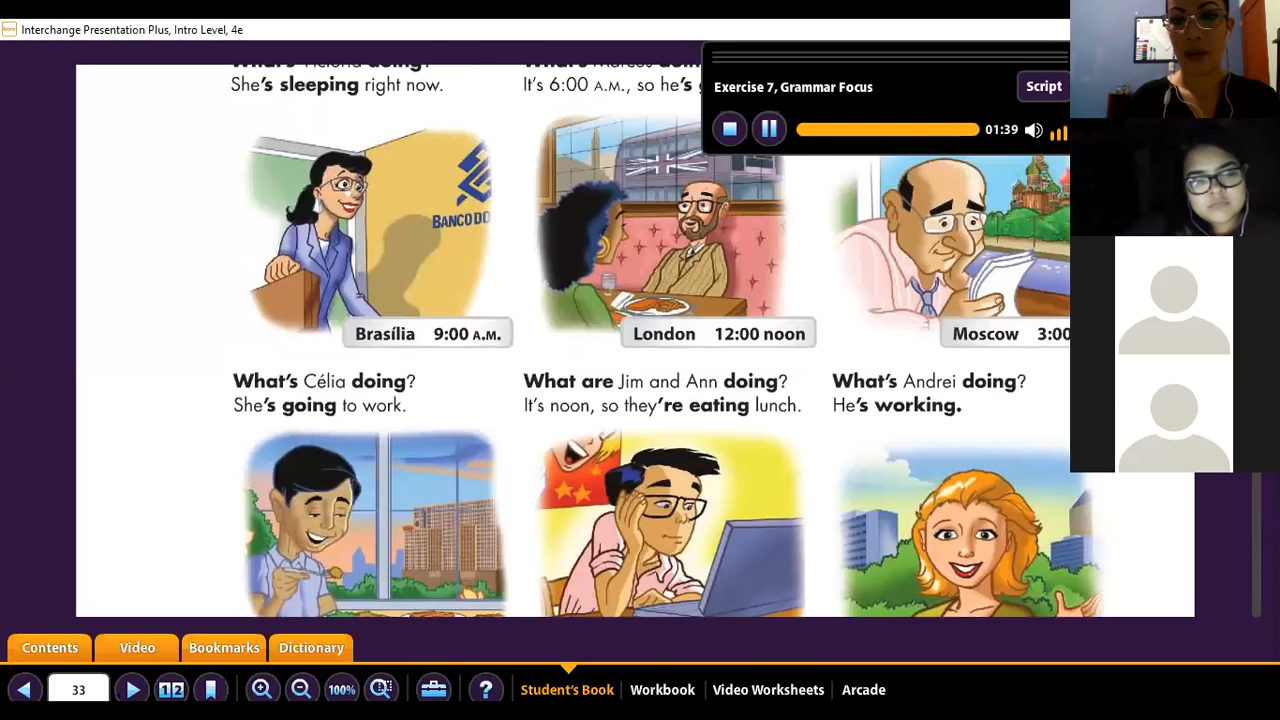 Interchange Presentation Plus, Intro Level, 4e
doing?
She's sleeping right now.
It's 6:00 A.M., so he's
Exercise 7, Grammar Focus
Script
01:39
BANCO DO
Brasília 9:00 A.M.
London 12:00 noon
Moscow 3:00
What's Célia doing?
She's going to work.
What are Jim and Ann doing?
It's noon, so they're eating lunch.
What's Andrei doing?
He's working.
Contents
Video
Bookmarks
Dictionary
33
12
100%
?
Student's Book
Workbook
Video Worksheets
Arcade